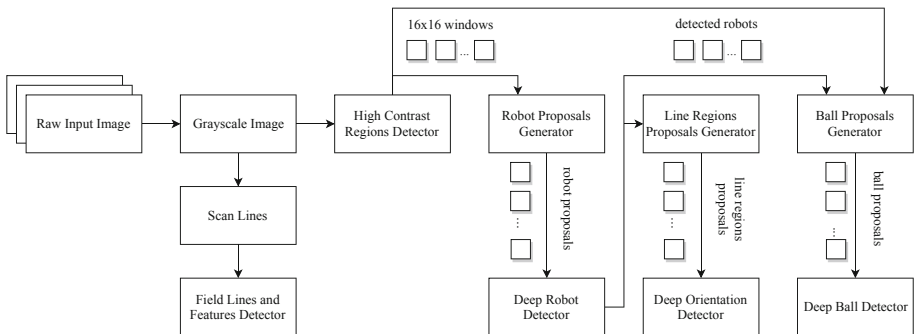 16x16 windows
...
detected robots
...
Raw Input Image
Grayscale Image
High Contrast
Regions Detector
Robot Proposals
Generator
Line Regions
Proposals Generator
Ball Proposals
Generator
...
robot proposals
...
line regions
proposals
...
ball proposals
Scan Lines
Field Lines and
Features Detector
Deep Robot
Detector
Deep Orientation
Detector
Deep Ball Detector